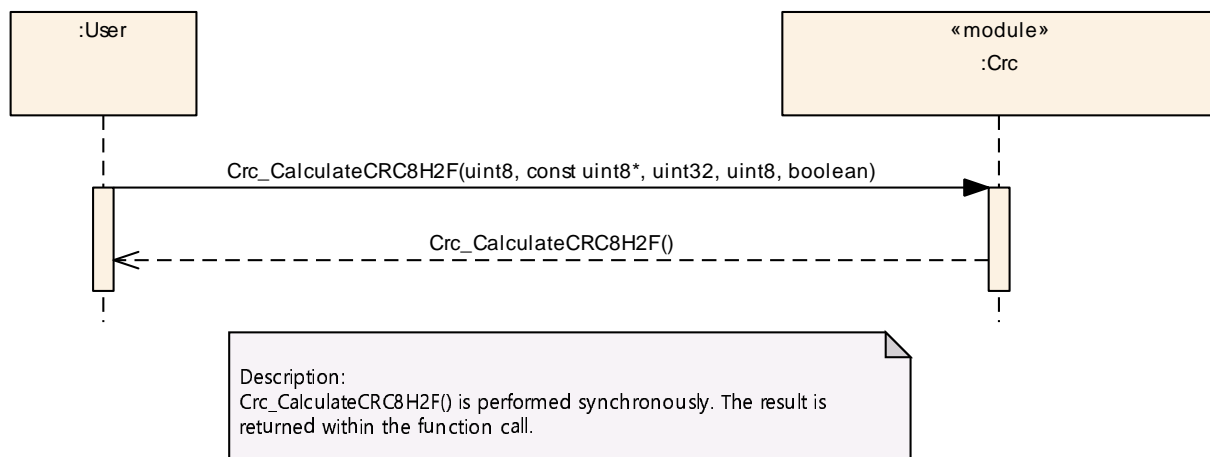 :User
«module»
:Crc
Crc_CalculateCRC8H2F(uint8, const uint8*, uint32, uint8, boolean)
Crc_CalculateCRC8H2F()
Description:
Crc_CalculateCRC8H2F() is performed synchronously. The result is
returned within the function call.